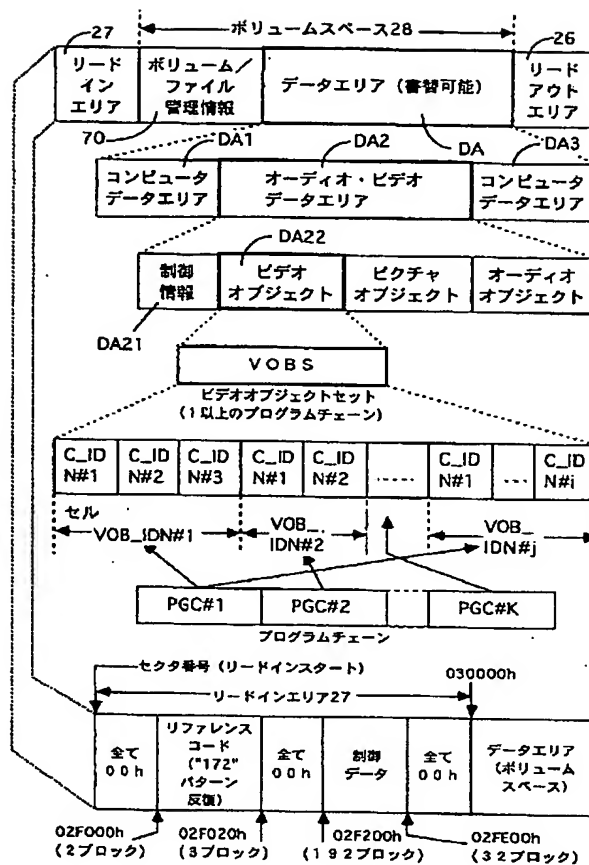 27
ボリュームスペース28
26
リード
イン
エリア
ボリューム／
ファイル
管理情報
データエリア（書替可能）
リード
アウト
エリア
70
DA1
DA2
DA
DA3
コンピュータ
データエリア
オーディオ・ビデオ
データエリア
コンピュータ
データエリア
DA22
制御
情報
ビデオ
オブジェクト
ピクチャ
オブジェクト
オーディオ
オブジェクト
DA21
VOBS
ビデオオブジェクトセット
（1以上のプログラムチェーン）
C_ID
N#1
C_ID
N#2
C_ID
N#3
C_ID
N#1
C_ID
N#2
C_ID
N#1
C_ID
N#i
セル
VOB_IDN#1
VOB_
IDN#2
VOB_
IDN#j
PGC#1
PGC#2
PGC#K
プログラムチェーン
セクタ番号（リードインスタート）
030000h
リードインエリア27
全て
00h
リファレンス
コード
("172"
パターン
反復)
全て
00h
制御
データ
全て
00h
データエリア
（ボリューム
スペース）
02F000h
（2ブロック）
02F020h
（3ブロック）
02F200h
（192ブロック）
02FE00h
（32ブロック）